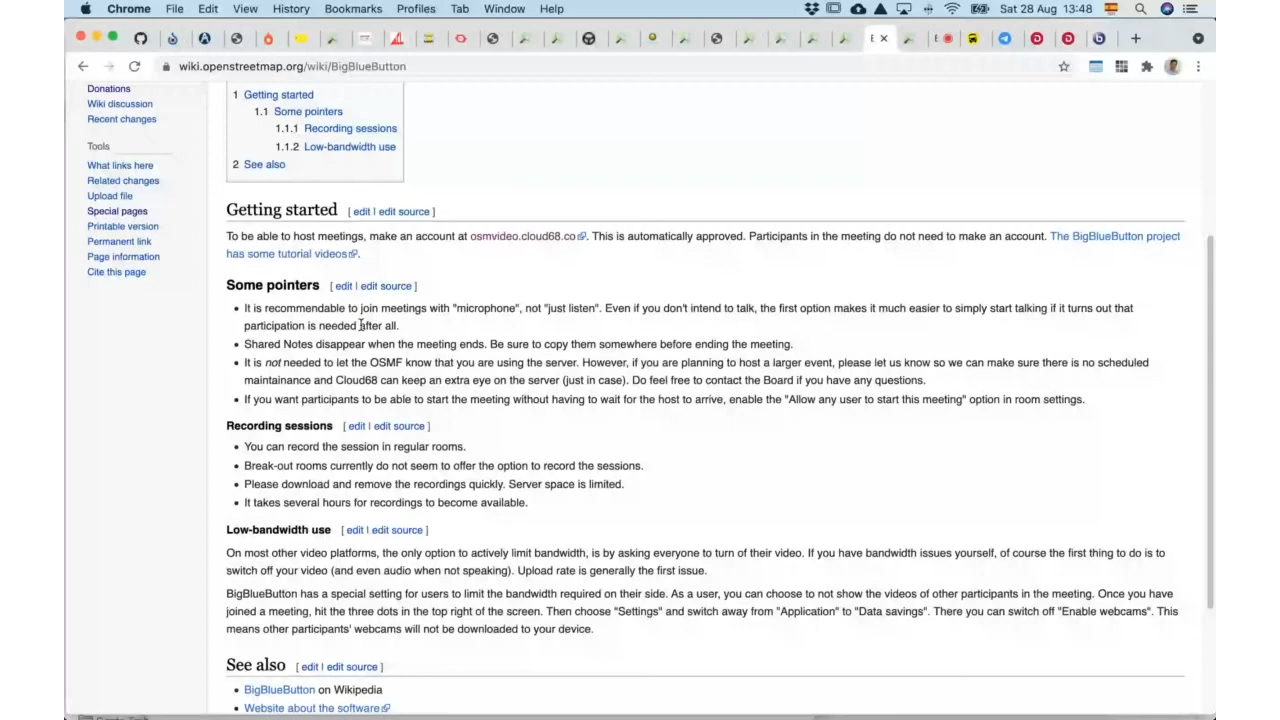 Chrome File Edit View History Bookmarks Profiles Tab Window Help Sat 28 Aug 13:48
wiki.openstreetmap.org/wiki/BigBlueButton
Donations
Wiki discussion
Recent changes
Tools
What links here
Related changes
Upload file
Special pages
Printable version
Permanent link
Page information
Cite this page
1 Getting started
1.1 Some pointers
1.1.1 Recording sessions
1.1.2 Low-bandwidth use
2 See also
Getting started [ edit | edit source ]
To be able to host meetings, make an account at osmvideo.cloud68.co. This is automatically approved. Participants in the meeting do not need to make an account. The BigBlueButton project
has some tutorial videos.
Some pointers [ edit | edit source ]
• It is recommendable to join meetings with "microphone", not "just listen". Even if you don't intend to talk, the first option makes it much easier to simply start talking if it turns out that
participation is needed after all.
• Shared Notes disappear when the meeting ends. Be sure to copy them somewhere before ending the meeting.
• It is not needed to let the OSMF know that you are using the server. However, if you are planning to host a larger event, please let us know so we can make sure there is no scheduled
maintainance and Cloud68 can keep an extra eye on the server (just in case). Do feel free to contact the Board if you have any questions.
• If you want participants to be able to start the meeting without having to wait for the host to arrive, enable the "Allow any user to start this meeting" option in room settings.
Recording sessions [ edit | edit source ]
• You can record the session in regular rooms.
• Break-out rooms currently do not seem to offer the option to record the sessions.
• Please download and remove the recordings quickly. Server space is limited.
• It takes several hours for recordings to become available.
Low-bandwidth use [ edit | edit source ]
On most other video platforms, the only option to actively limit bandwidth, is by asking everyone to turn of their video. If you have bandwidth issues yourself, of course the first thing to do is to
switch off your video (and even audio when not speaking). Upload rate is generally the first issue.
BigBlueButton has a special setting for users to limit the bandwidth required on their side. As a user, you can choose to not show the videos of other participants in the meeting. Once you have
joined a meeting, hit the three dots in the top right of the screen. Then choose "Settings" and switch away from "Application" to "Data savings". There you can switch off "Enable webcams". This
means other participants' webcams will not be downloaded to your device.
See also [ edit | edit source ]
• BigBlueButton on Wikipedia
• Website about the software